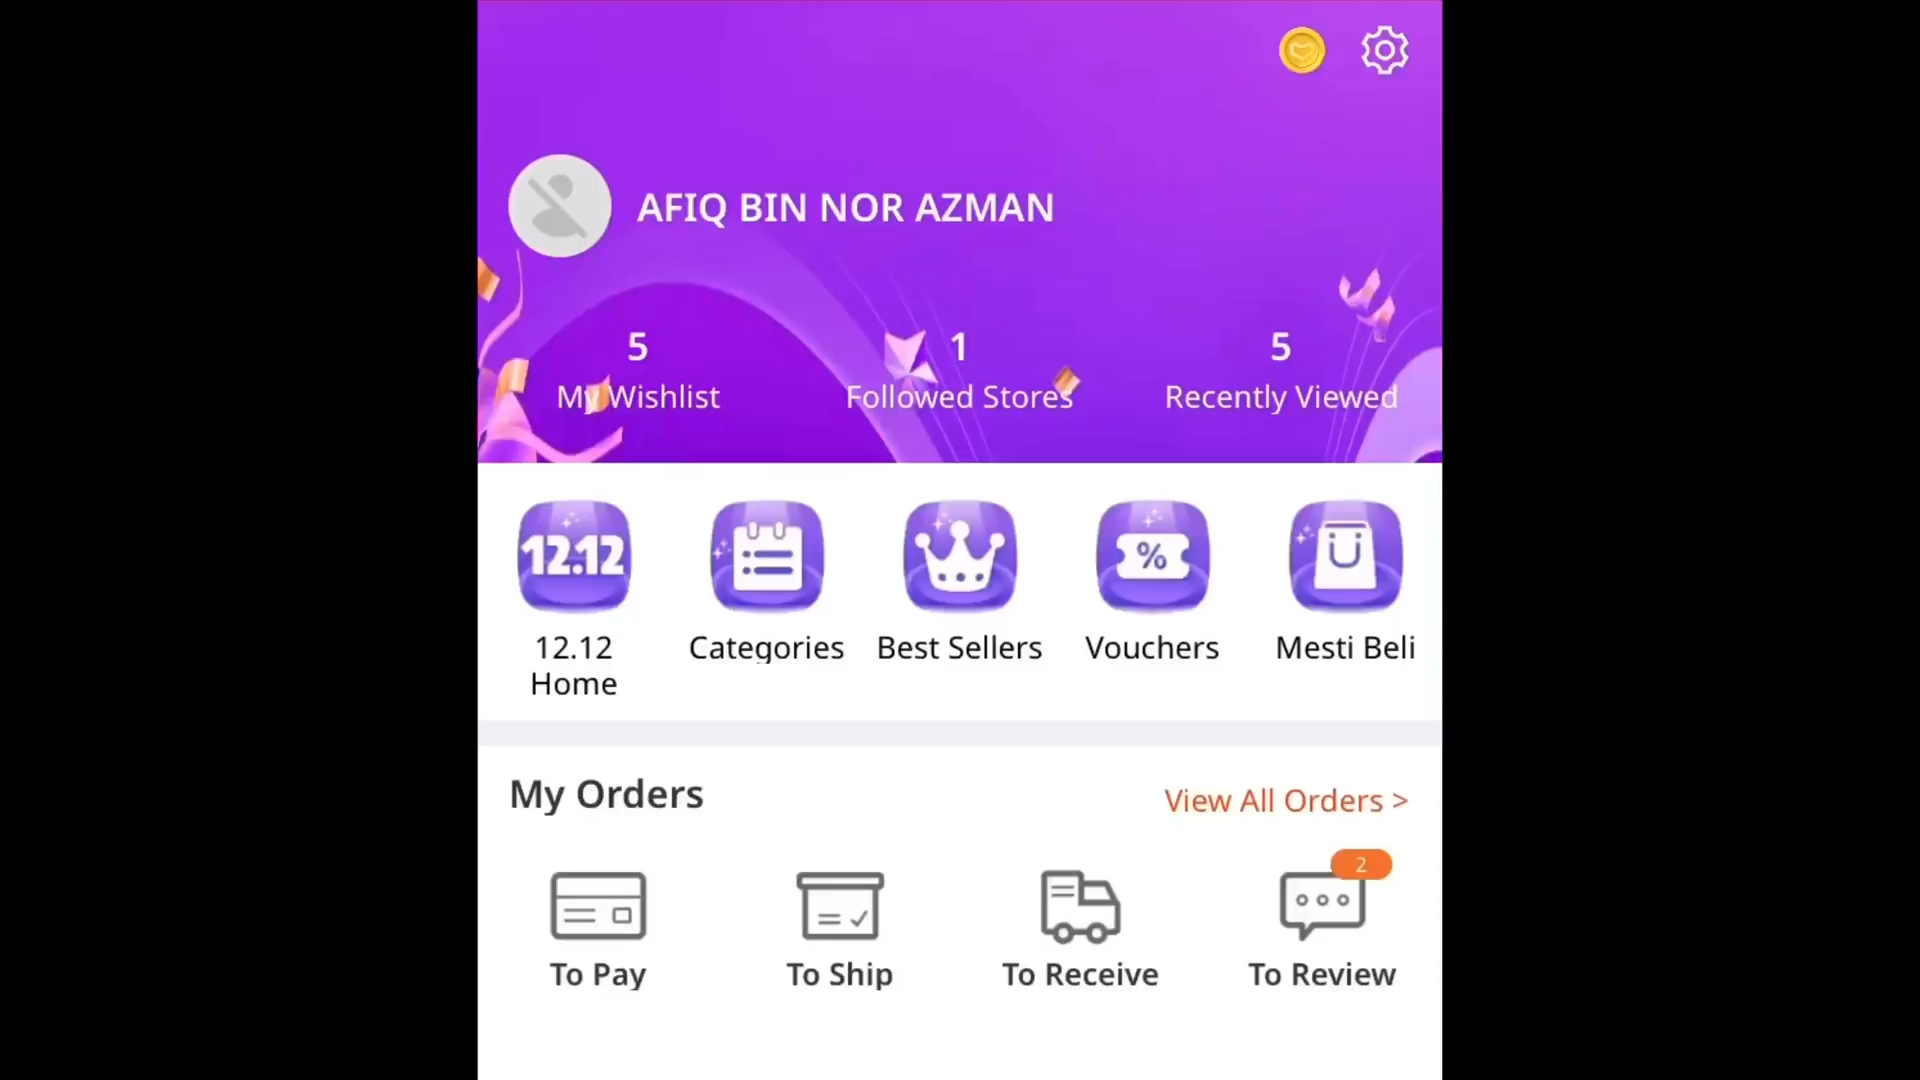 AFIQ BIN NOR AZMAN
5
1
5
My Wishlist
Followed Stores
Recently Viewed
12.12
%
12.12
Home
Categories
Best Sellers
Vouchers
Mesti Beli
My Orders
View All Orders >
2
To Pay
To Ship
To Receive
To Review